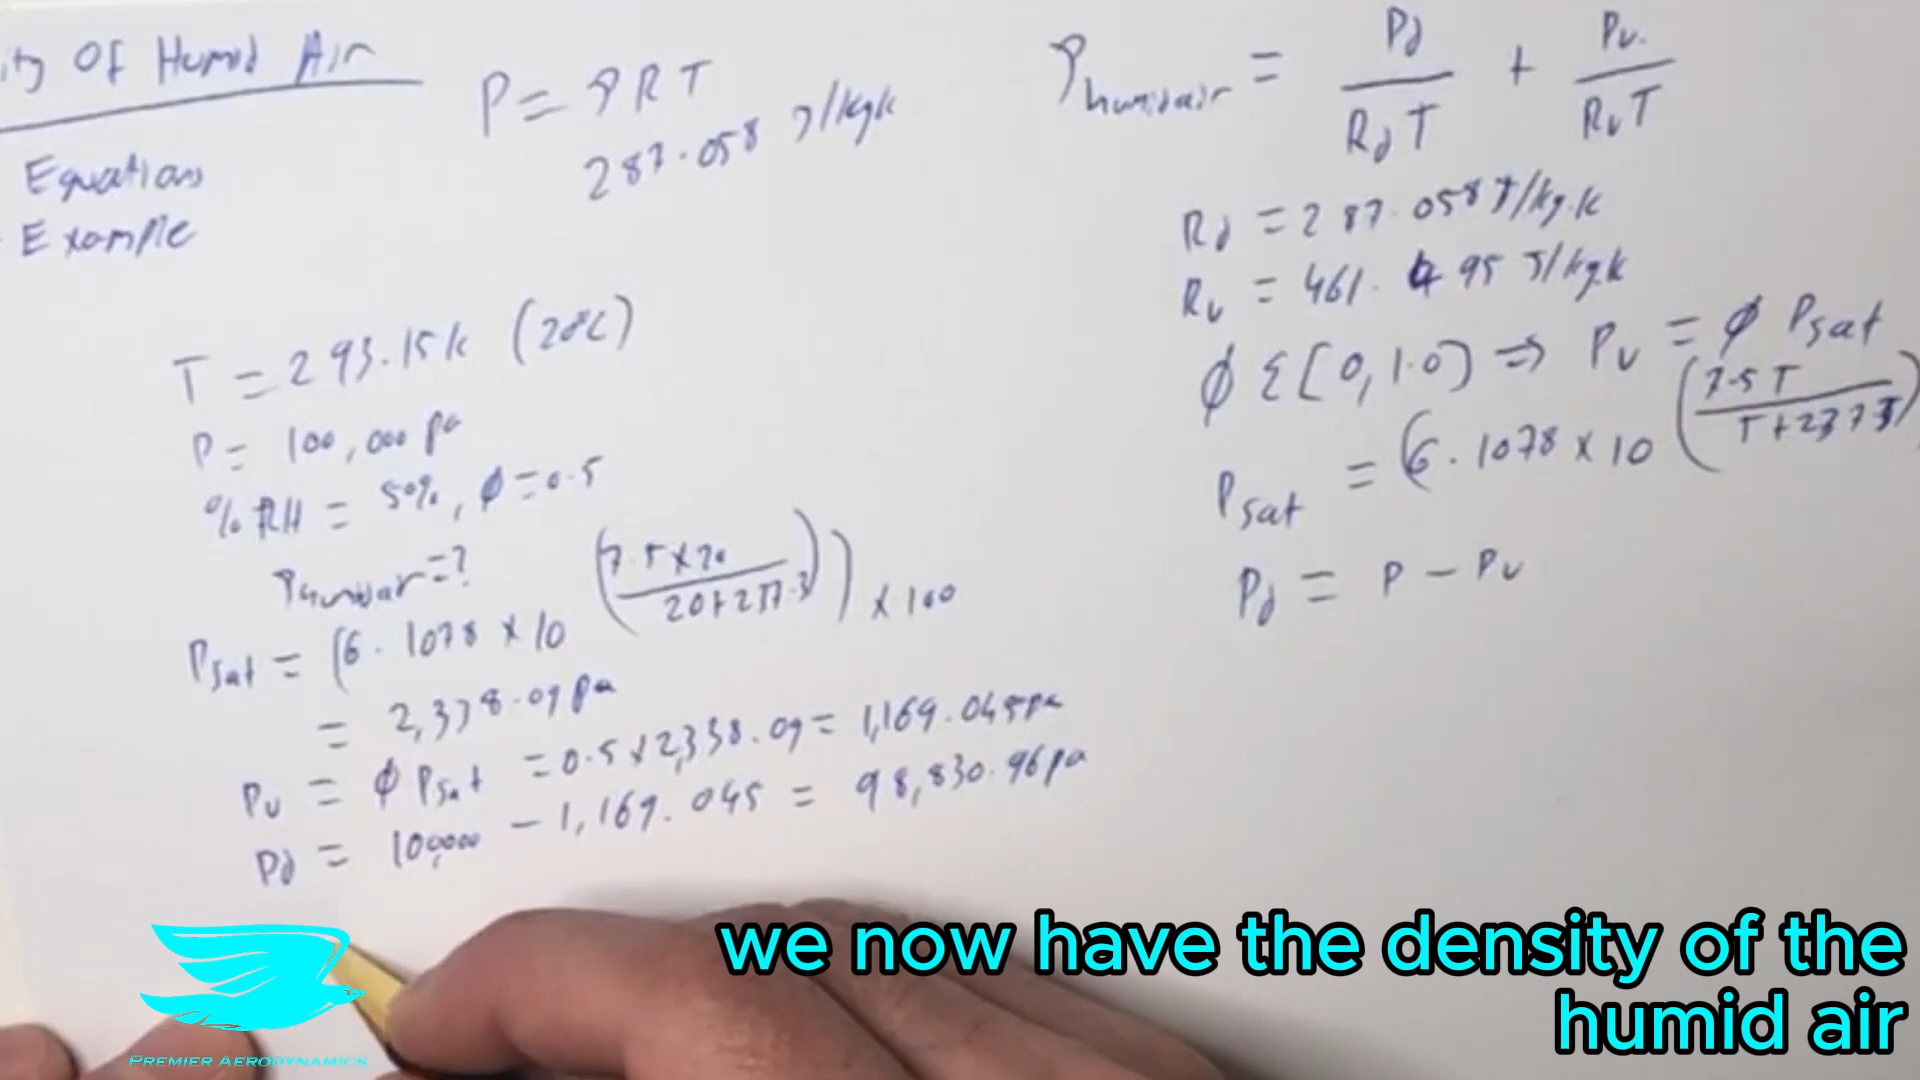 ity Of Humid Air
Equations
Example
P = ρRT
287.058 J/kgk
T = 293.15k (20°C)
P = 100,000 pa
% RH = 50%, φ = 0.5
ρhumidair = ?
Psat = (6.1078 × 10^(7.5×20 / 20+237.3)) × 100
= 2,338.09 pa
Pv = φ Psat = 0.5 × 2,338.09 = 1,169.045 pa
Pd = 100,000 − 1,169.045 = 98,830.96 pa
ρhumidair = Pd / RdT + Pv / RvT
Rd = 287.058 J/kg.k
Rv = 461.495 J/kg.k
φ ε [0, 1.0] ⇒ Pv = φ Psat
Psat = (6.1078 × 10^(7.5T / T+237.3)
Pd = P − Pv
PREMIER AERODYNAMICS
we now have the density of the
humid air